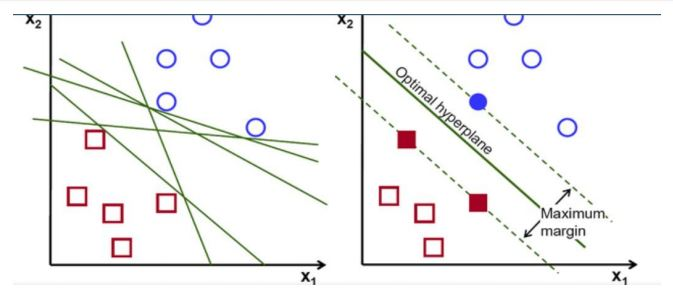 x₂
x₁
x₂
Optimal hyperplane
Maximum
margin
x₁